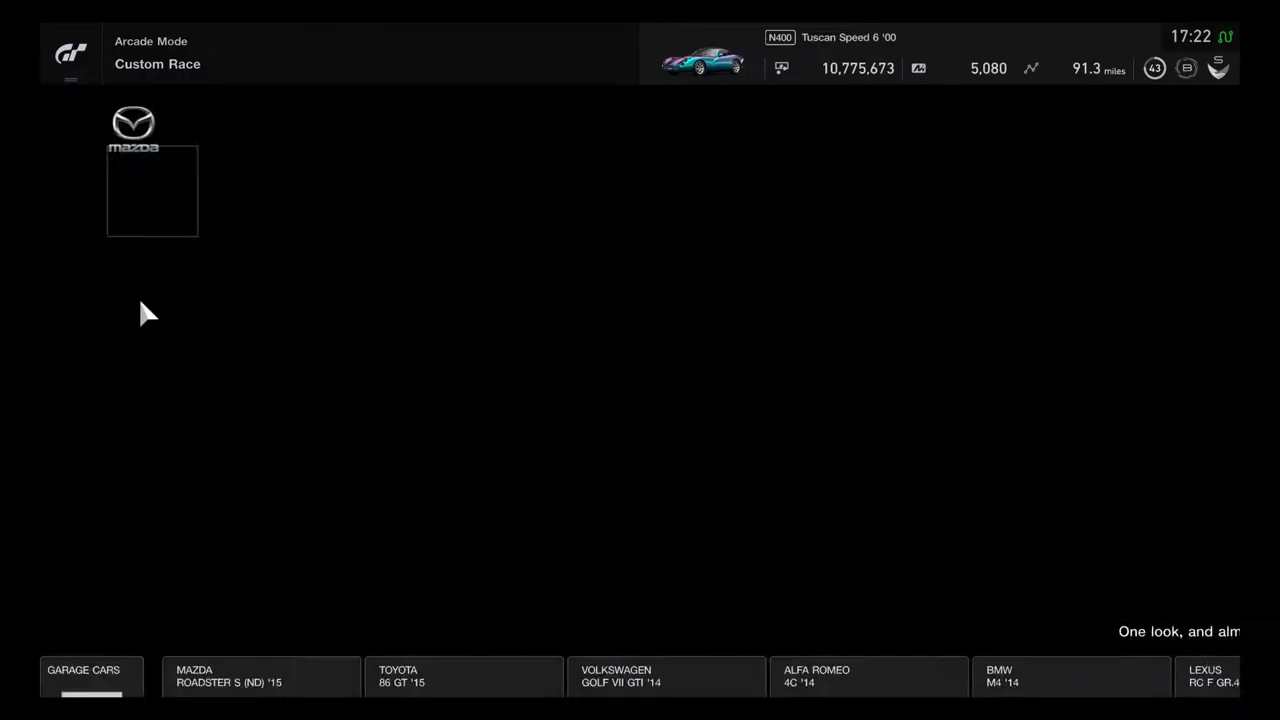 Arcade Mode
Custom Race
N400 Tuscan Speed 6 '00
17:22
10,775,673
5,080
91.3 miles
43
B
S
mazda
One look, and alm
GARAGE CARS
MAZDA
ROADSTER S (ND) '15
TOYOTA
86 GT '15
VOLKSWAGEN
GOLF VII GTI '14
ALFA ROMEO
4C '14
BMW
M4 '14
LEXUS
RC F GR.4